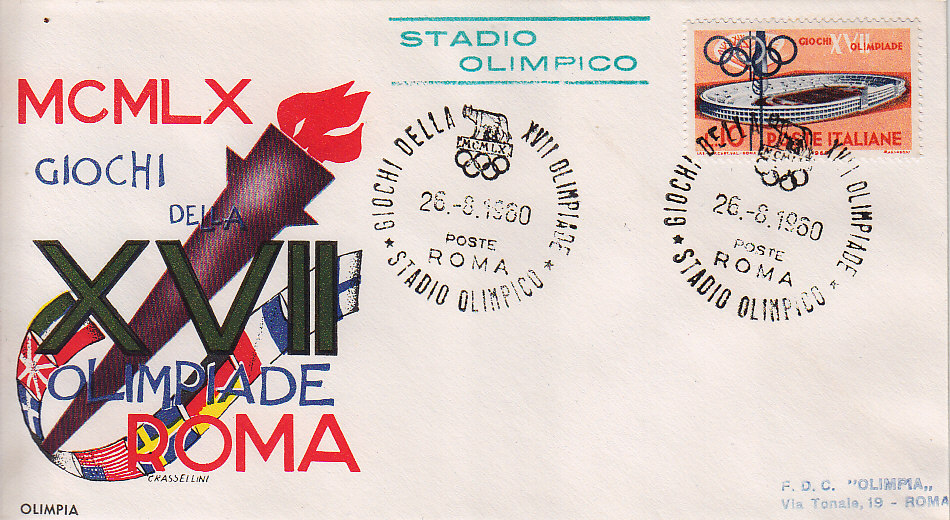 STADIO
OLIMPICO
MCMLX
GIOCHI
DELLA
XVII
OLIMPIADE
ROMA
GRASSELLINI
OLIMPIA
GIOCHI DELLA XVII OLIMPIADE
MCMLX
26.-8.1960
POSTE
ROMA
★ STADIO OLIMPICO ★
GIOCHI XVII OLIMPIADE
POSTE ITALIANE
GIOCHI DELLA XVII OLIMPIADE
26.-8.1960
POSTE
ROMA
★ STADIO OLIMPICO ★
F. D. C. "OLIMPIA,,
Via Tonale, 19 - ROMA